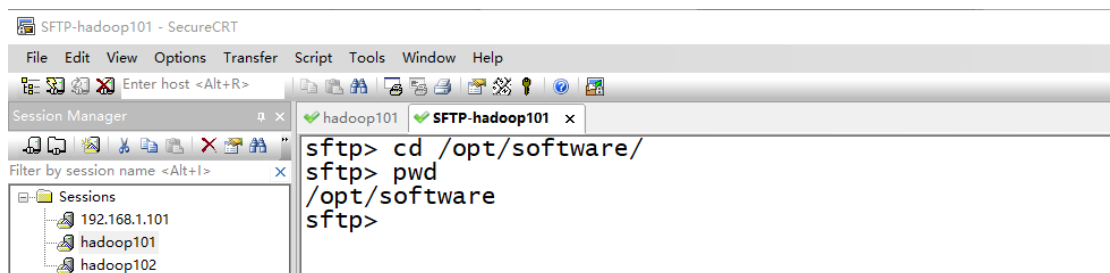 SFTP-hadoop101 - SecureCRT
File Edit View Options Transfer Script Tools Window Help
Enter host <Alt+R>
Session Manager
hadoop101
SFTP-hadoop101
Filter by session name <Alt+I>
Sessions
192.168.1.101
hadoop101
hadoop102
sftp> cd /opt/software/
sftp> pwd
/opt/software
sftp>